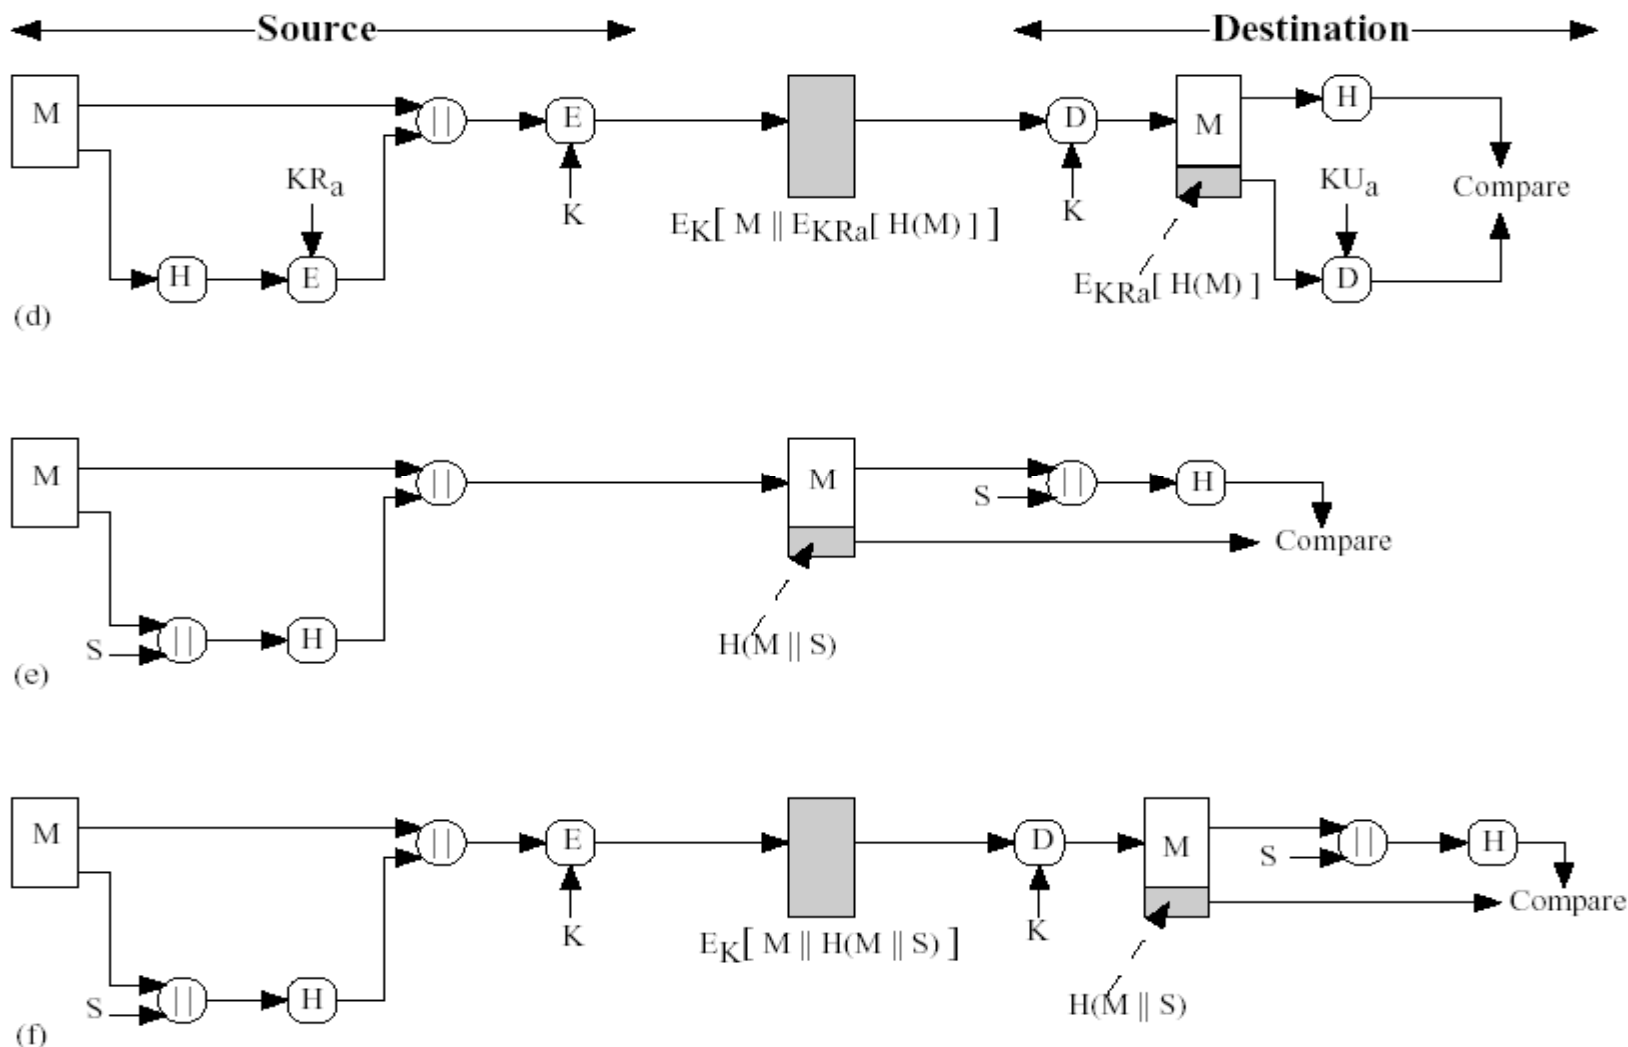 Source Destination
M || E D M H
KRa KUa Compare
K K
EK[ M || EKRa[ H(M) ] ]
H E D
EKRa[ H(M) ]
(d)
M || M || H
S
Compare
S || H
H(M || S)
(e)
M || E D M || H
S
K K Compare
EK[ M || H(M || S) ]
S || H
H(M || S)
(f)